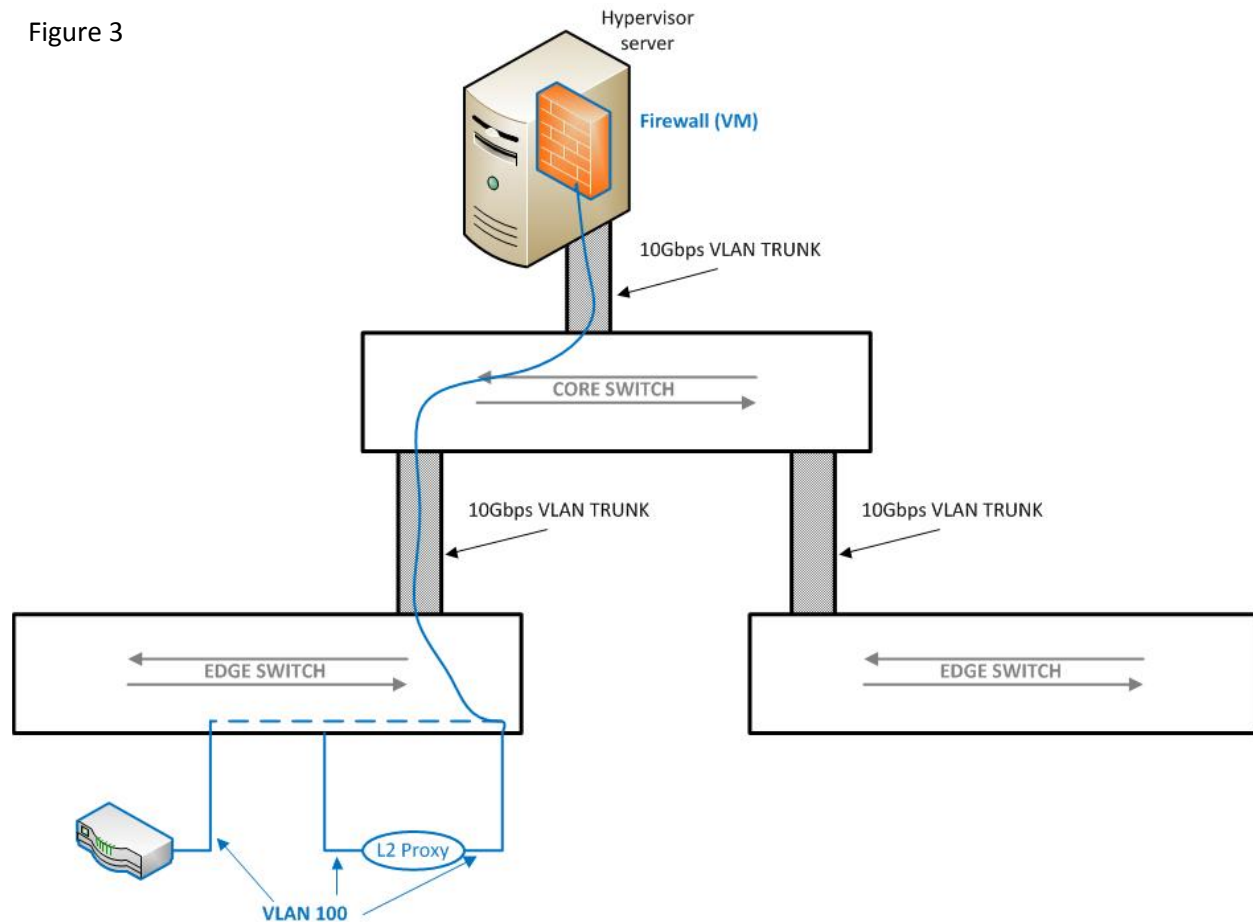 Figure 3
Hypervisor
server
Firewall (VM)
10Gbps VLAN TRUNK
CORE SWITCH
10Gbps VLAN TRUNK
10Gbps VLAN TRUNK
EDGE SWITCH
EDGE SWITCH
L2 Proxy
VLAN 100